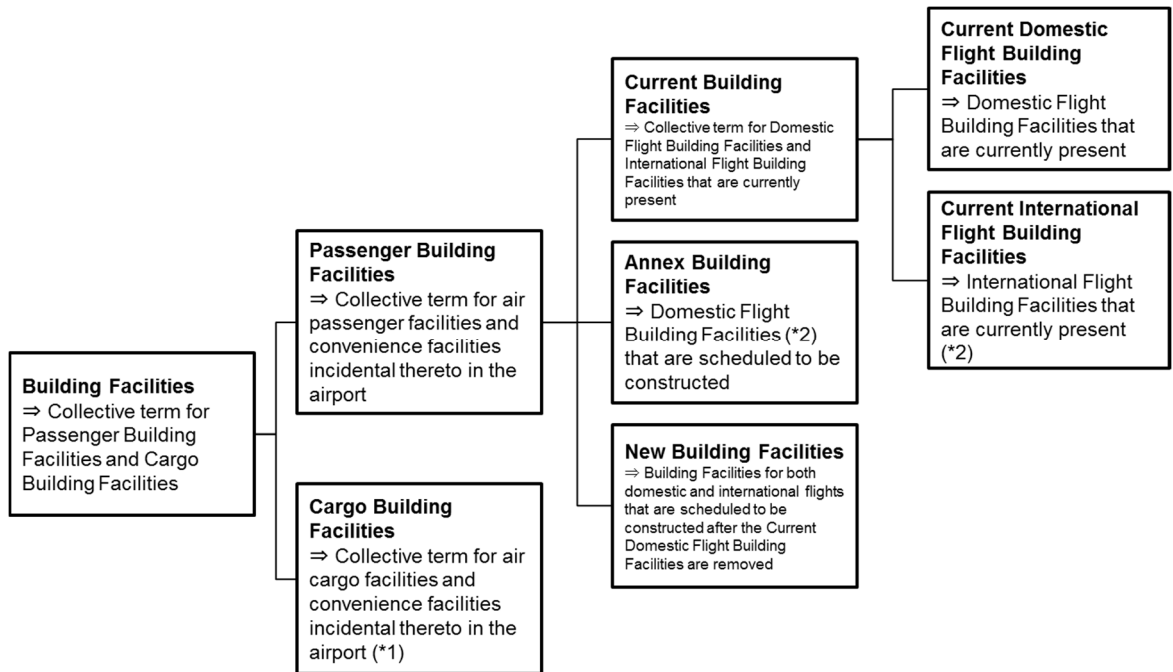 Building Facilities
⇒ Collective term for
Passenger Building
Facilities and Cargo
Building Facilities
Passenger Building
Facilities
⇒ Collective term for air
passenger facilities and
convenience facilities
incidental thereto in the
airport
Cargo Building
Facilities
⇒ Collective term for air
cargo facilities and
convenience facilities
incidental thereto in the
airport (*1)
Current Building
Facilities
⇒ Collective term for Domestic
Flight Building Facilities and
International Flight Building
Facilities that are currently
present
Annex Building
Facilities
⇒ Domestic Flight
Building Facilities (*2)
that are scheduled to be
constructed
New Building Facilities
⇒ Building Facilities for both
domestic and international flights
that are scheduled to be
constructed after the Current
Domestic Flight Building
Facilities are removed
Current Domestic
Flight Building
Facilities
⇒ Domestic Flight
Building Facilities that
are currently present
Current International
Flight Building
Facilities
⇒ International Flight
Building Facilities that
are currently present
(*2)